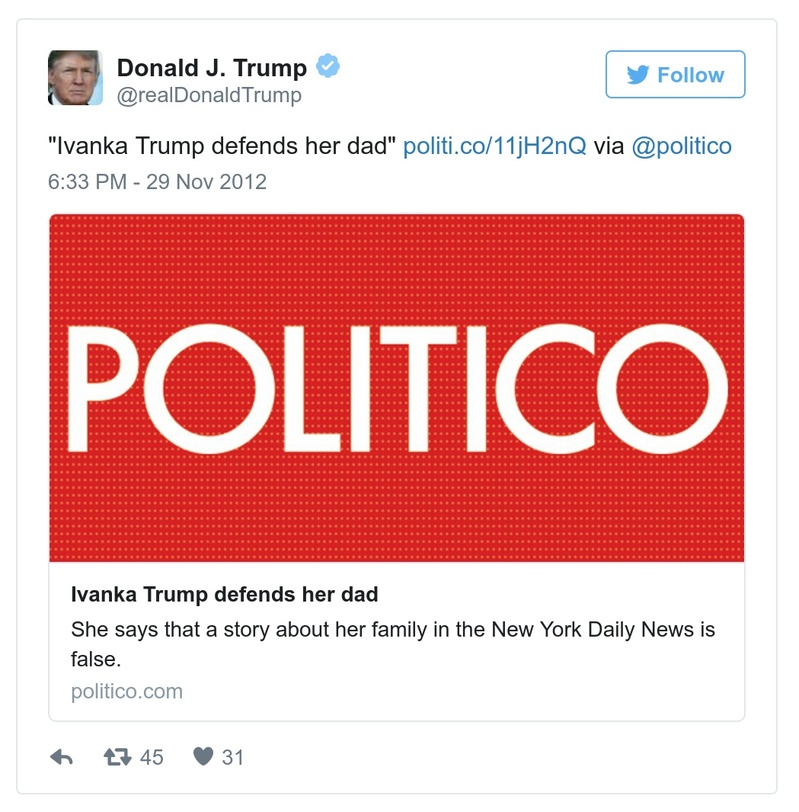 Donald J. Trump
Follow
@realDonaldTrump
"Ivanka Trump defends her dad" politi.co/11jH2nQ via @politico
6:33 PM - 29 Nov 2012
POLITICO
Ivanka Trump defends her dad
She says that a story about her family in the New York Daily News is
false.
politico.com
45 31